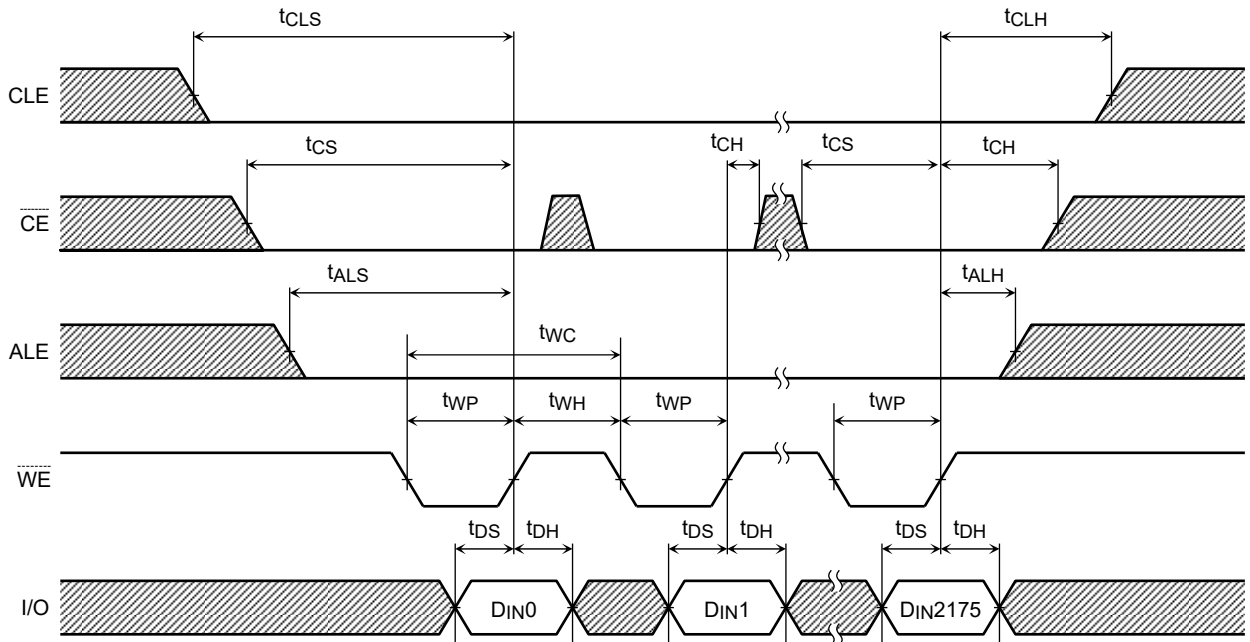 tCLS tCLH
CLE
tCS tCH tCS tCH
CE
tALS tALH
ALE
tWC
tWP tWH tWP tWP
WE
tDS tDH tDS tDH tDS tDH
I/O DIN0 DIN1 DIN2175